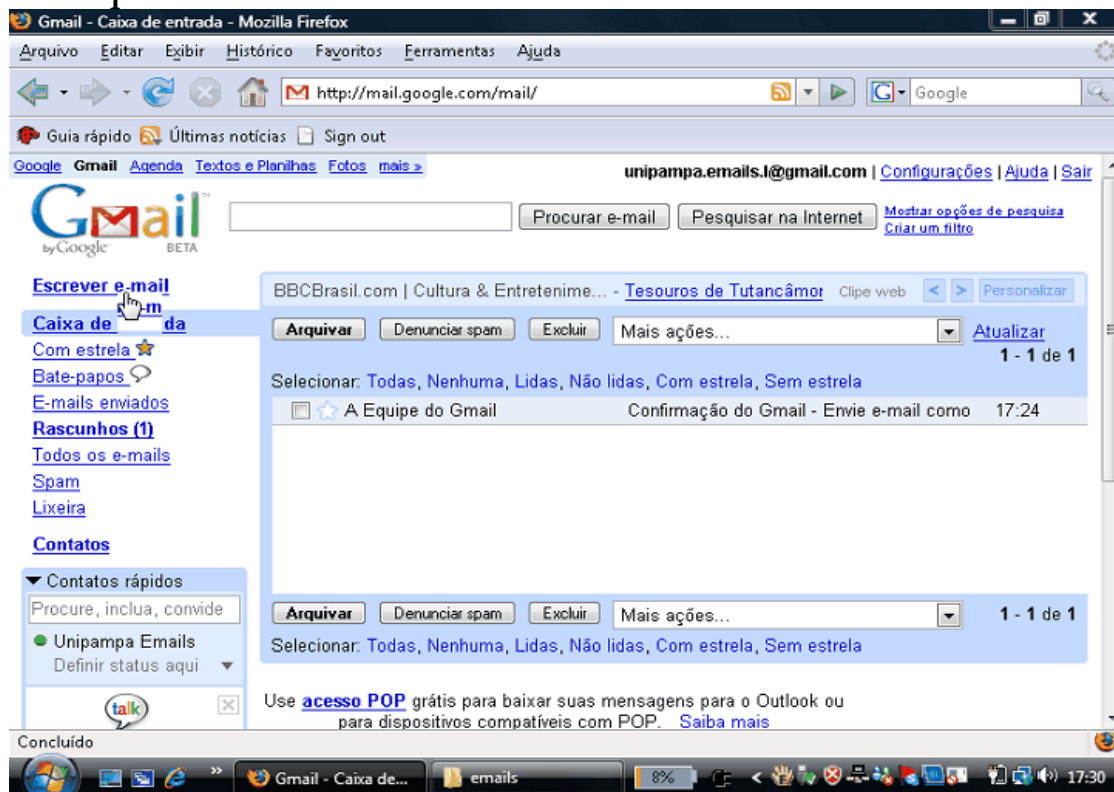 Gmail - Caixa de entrada - Mozilla Firefox
Arquivo Editar Exibir Histórico Favoritos Ferramentas Ajuda
http://mail.google.com/mail/ G Google
Guia rápido Últimas notícias Sign out
Google Gmail Agenda Textos e Planilhas Fotos mais »
unipampa.emails.l@gmail.com | Configurações | Ajuda | Sair
Gmail by Google BETA
Procurar e-mail Pesquisar na Internet Mostrar opções de pesquisa
Criar um filtro
Escrever e-mail
BBCBrasil.com | Cultura & Entretenime... - Tesouros de Tutancâmor Clipe web < > Personalizar
Caixa de da
Arquivar Denunciar spam Excluir Mais ações... Atualizar
1 - 1 de 1
Com estrela
Bate-papos
Selecionar: Todas, Nenhuma, Lidas, Não lidas, Com estrela, Sem estrela
E-mails enviados
A Equipe do Gmail Confirmação do Gmail - Envie e-mail como 17:24
Rascunhos (1)
Todos os e-mails
Spam
Lixeira
Contatos
Contatos rápidos
Procure, inclua, convide
Arquivar Denunciar spam Excluir Mais ações... 1 - 1 de 1
Unipampa Emails
Selecionar: Todas, Nenhuma, Lidas, Não lidas, Com estrela, Sem estrela
Definir status aqui
talk
Use acesso POP grátis para baixar suas mensagens para o Outlook ou
para dispositivos compatíveis com POP. Saiba mais
Concluído
Gmail - Caixa de... emails 8% 17:30